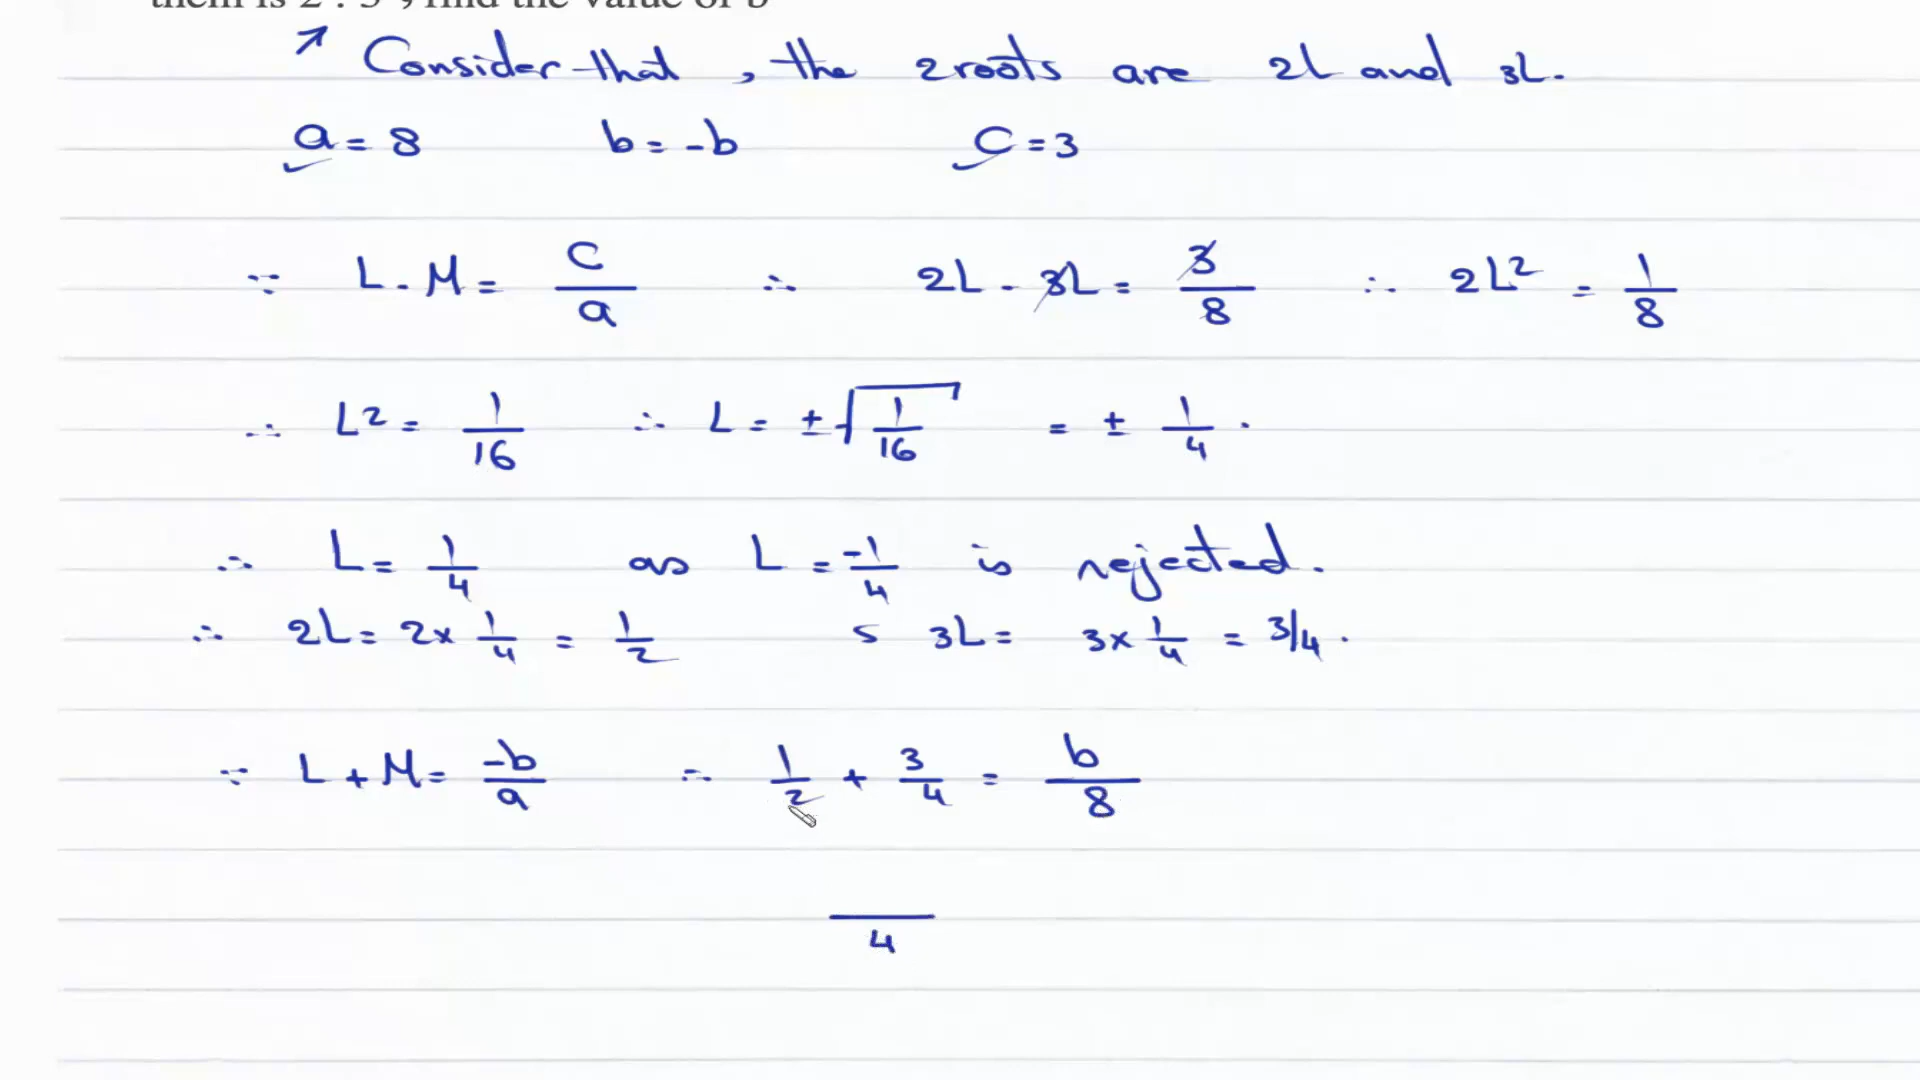 them is 2 : 3 , find the value of b
Consider that , the 2 roots are 2L and 3L.
a = 8 b = -b C = 3
∵ L . M = C/a ∴ 2L . 3L = 3/8 ∴ 2L² = 1/8
∴ L² = 1/16 ∴ L = ±√(1/16) = ± 1/4 .
∴ L = 1/4 as L = -1/4 is rejected.
∴ 2L = 2 × 1/4 = 1/2 , 3L = 3 × 1/4 = 3/4 .
∵ L + M = -b/a ∴ 1/2 + 3/4 = b/8
/4